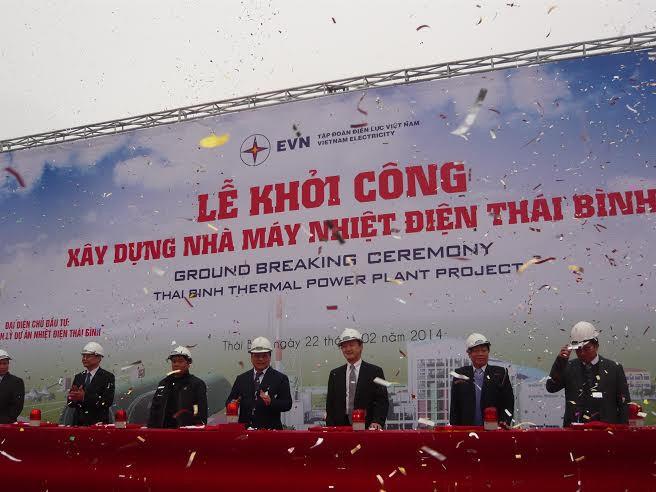 EVN
TẬP ĐOÀN ĐIỆN LỰC VIỆT NAM
VIETNAM ELECTRICITY
LỄ KHỞI CÔNG
XÂY DỰNG NHÀ MÁY NHIỆT ĐIỆN THÁI BÌNH
GROUND BREAKING CEREMONY
THAI BINH THERMAL POWER PLANT PROJECT
ĐẠI DIỆN CHỦ ĐẦU TƯ:
LÝ DỰ ÁN NHIỆT ĐIỆN THÁI BÌNH
Thái B ngày 22 02 năm 2014